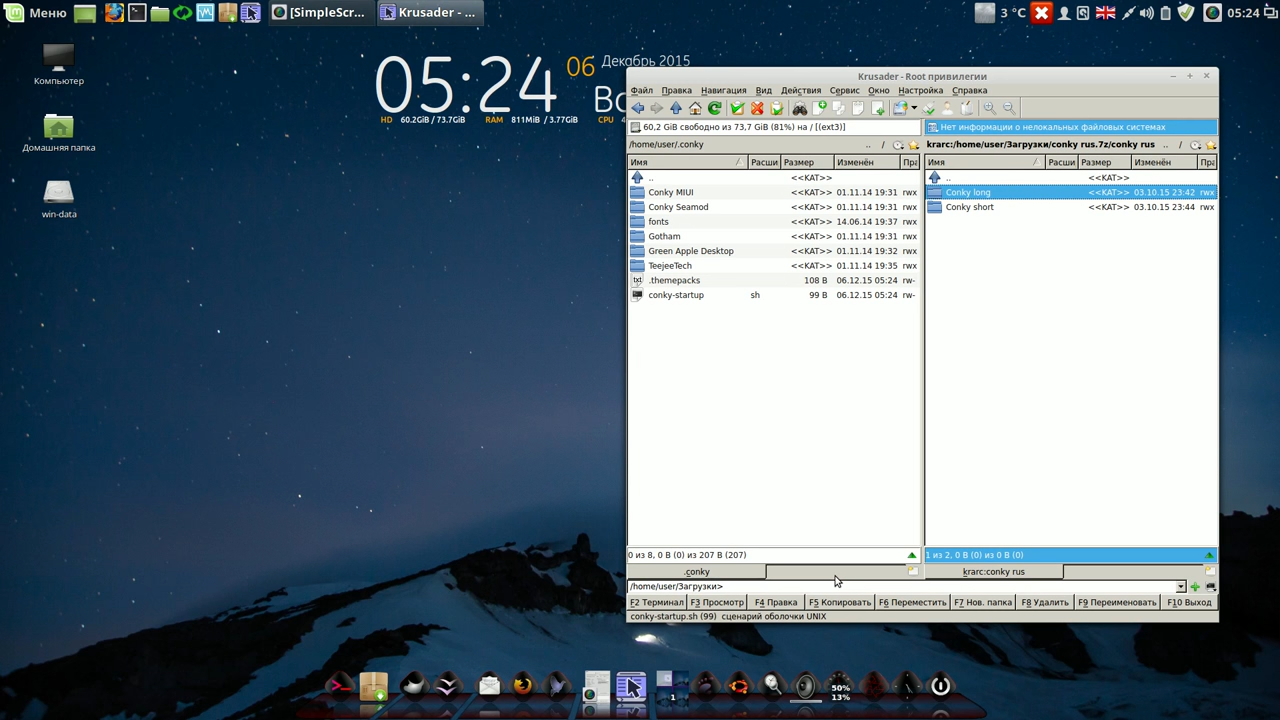 Меню
[SimpleScr...
Krusader - ...
3 °C
05:24
Компьютер
Домашняя папка
win-data
05:24 06 Декабрь 2015
Вс
HD 60.2GiB / 73.7GiB RAM 811MiB / 3.77GiB CPU 4
Krusader - Root привилегии
Файл Правка Навигация Вид Действия Сервис Окно Настройка Справка
60,2 GiB свободно из 73,7 GiB (81%) на / [(ext3)]
Нет информации о нелокальных файловых системах
/home/user/.conky .. /
krarc:/home/user/Загрузки/conky rus.7z/conky rus .. /
Имя Расши Размер Изменён Пра
.. <<КАТ>>
Conky MIUI <<КАТ>> 01.11.14 19:31 rwx
Conky Seamod <<КАТ>> 01.11.14 19:31 rwx
fonts <<КАТ>> 14.06.14 19:37 rwx
Gotham <<КАТ>> 01.11.14 19:31 rwx
Green Apple Desktop <<КАТ>> 01.11.14 19:32 rwx
TeejeeTech <<КАТ>> 01.11.14 19:35 rwx
.themepacks 108 B 06.12.15 05:24 rw-
conky-startup sh 99 B 06.12.15 05:24 rw-
Имя Расши Размер Изменён Пра
.. <<КАТ>>
Conky long <<КАТ>> 03.10.15 23:42 rwx
Conky short <<КАТ>> 03.10.15 23:44 rwx
0 из 8, 0 B (0) из 207 B (207)
1 из 2, 0 B (0) из 0 B (0)
.conky
krarc:conky rus
/home/user/Загрузки>
F2 Терминал F3 Просмотр F4 Правка F5 Копировать F6 Переместить F7 Нов. папка F8 Удалить F9 Переименовать F10 Выход
conky-startup.sh (99) сценарий оболочки UNIX
1
50%
13%